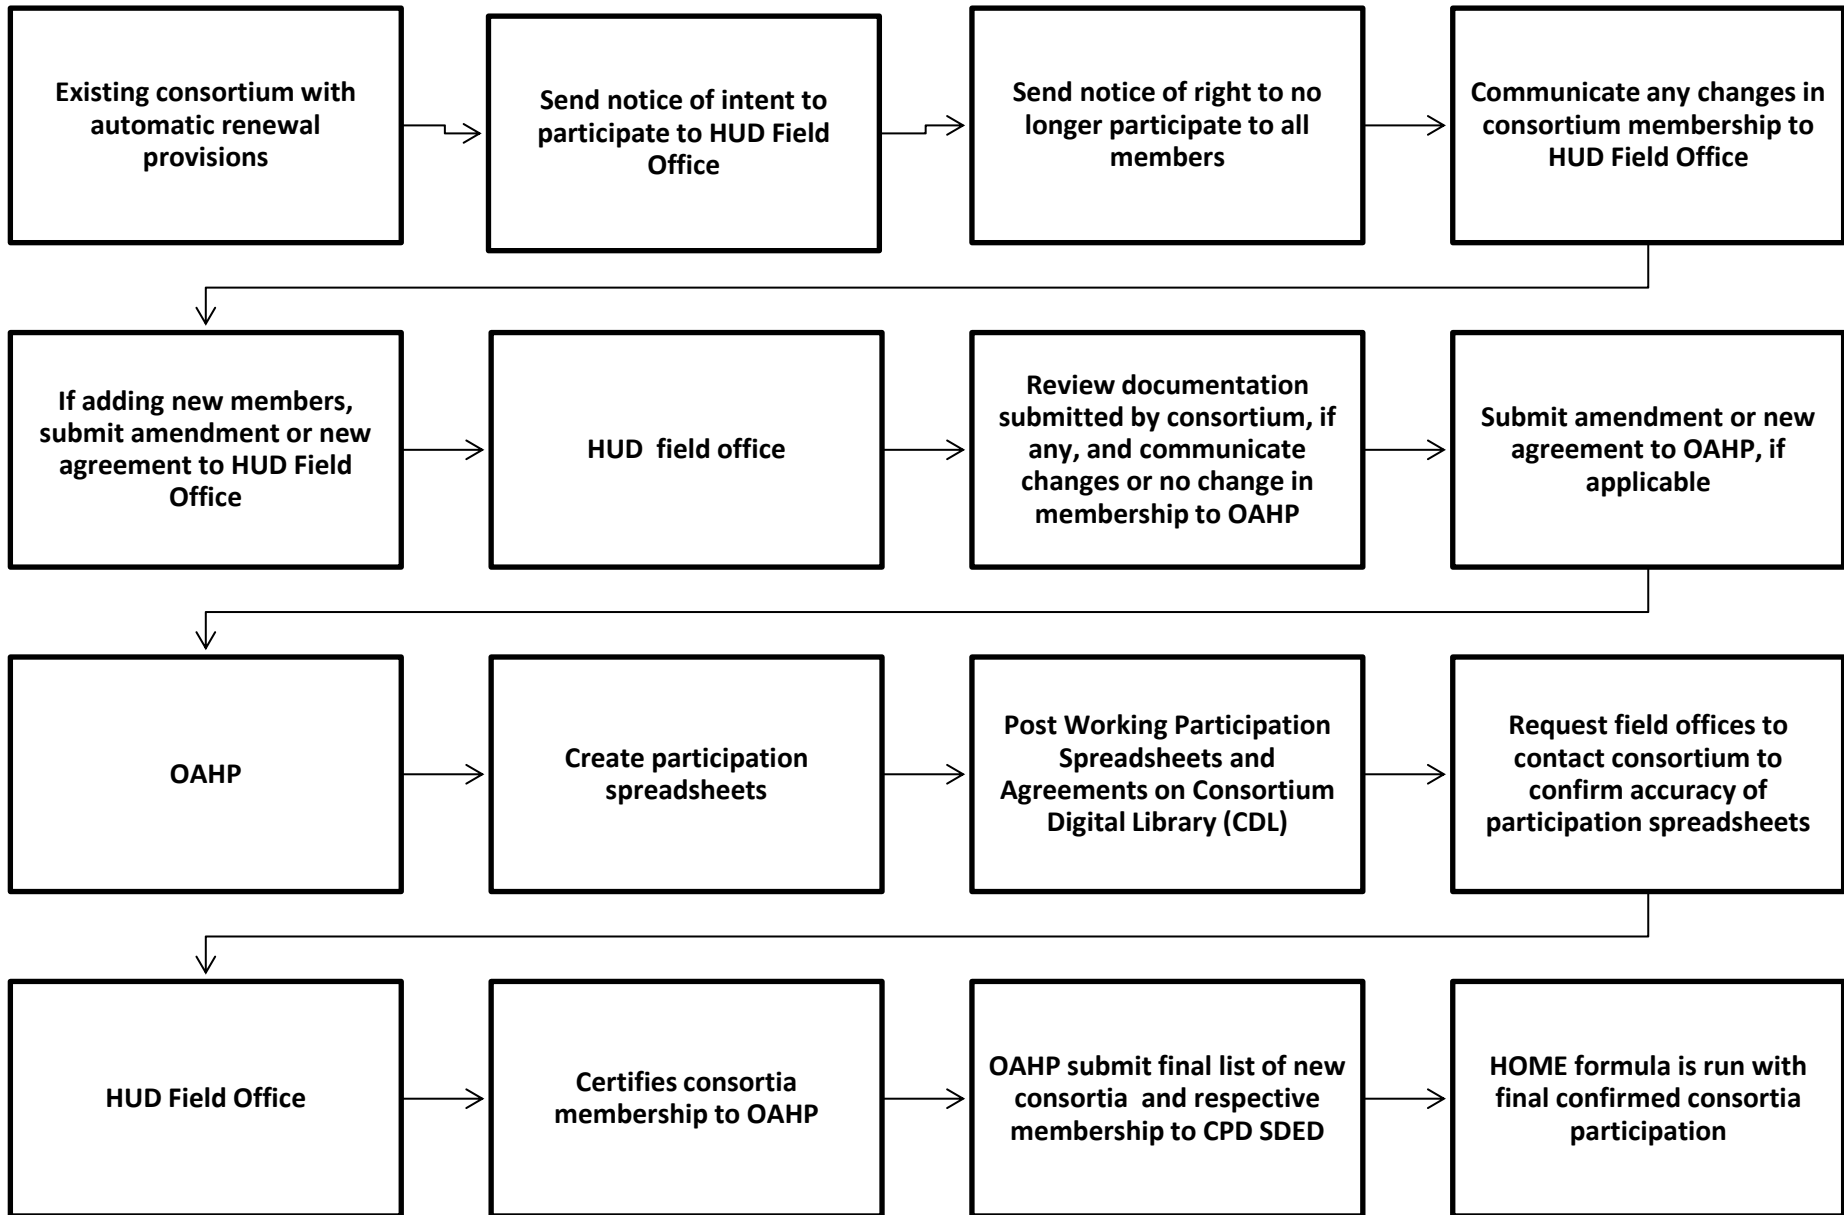 Existing consortium with
automatic renewal
provisions
Send notice of intent to
participate to HUD Field
Office
Send notice of right to no
longer participate to all
members
Communicate any changes in
consortium membership to
HUD Field Office
If adding new members,
submit amendment or new
agreement to HUD Field
Office
HUD  field office
Review documentation
submitted by consortium, if
any, and communicate
changes or no change in
membership to OAHP
Submit amendment or new
agreement to OAHP, if
applicable
OAHP
Create participation
spreadsheets
Post Working Participation
Spreadsheets and
Agreements on Consortium
Digital Library (CDL)
Request field offices to
contact consortium to
confirm accuracy of
participation spreadsheets
HUD Field Office
Certifies consortia
membership to OAHP
OAHP submit final list of new
consortia  and respective
membership to CPD SDED
HOME formula is run with
final confirmed consortia
participation